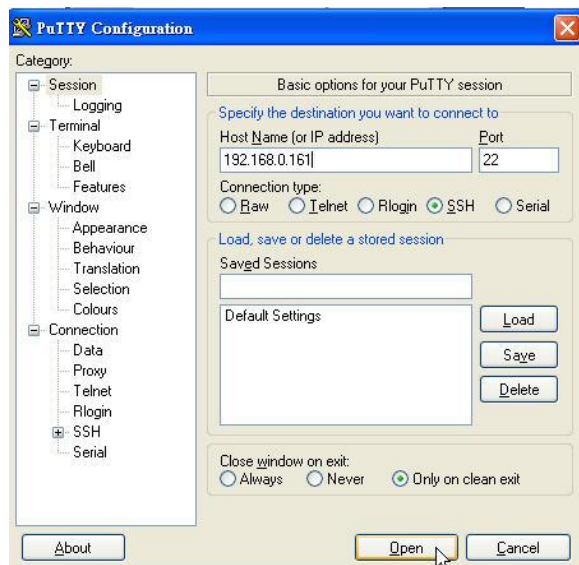 PuTTY Configuration
Category:
Session
Logging
Terminal
Keyboard
Bell
Features
Window
Appearance
Behaviour
Translation
Selection
Colours
Connection
Data
Proxy
Telnet
Rlogin
SSH
Serial
Basic options for your PuTTY session
Specify the destination you want to connect to
Host Name (or IP address) Port
192.168.0.161 22
Connection type:
Raw Telnet Rlogin SSH Serial
Load, save or delete a stored session
Saved Sessions
Default Settings
Load
Save
Delete
Close window on exit:
Always Never Only on clean exit
About Open Cancel